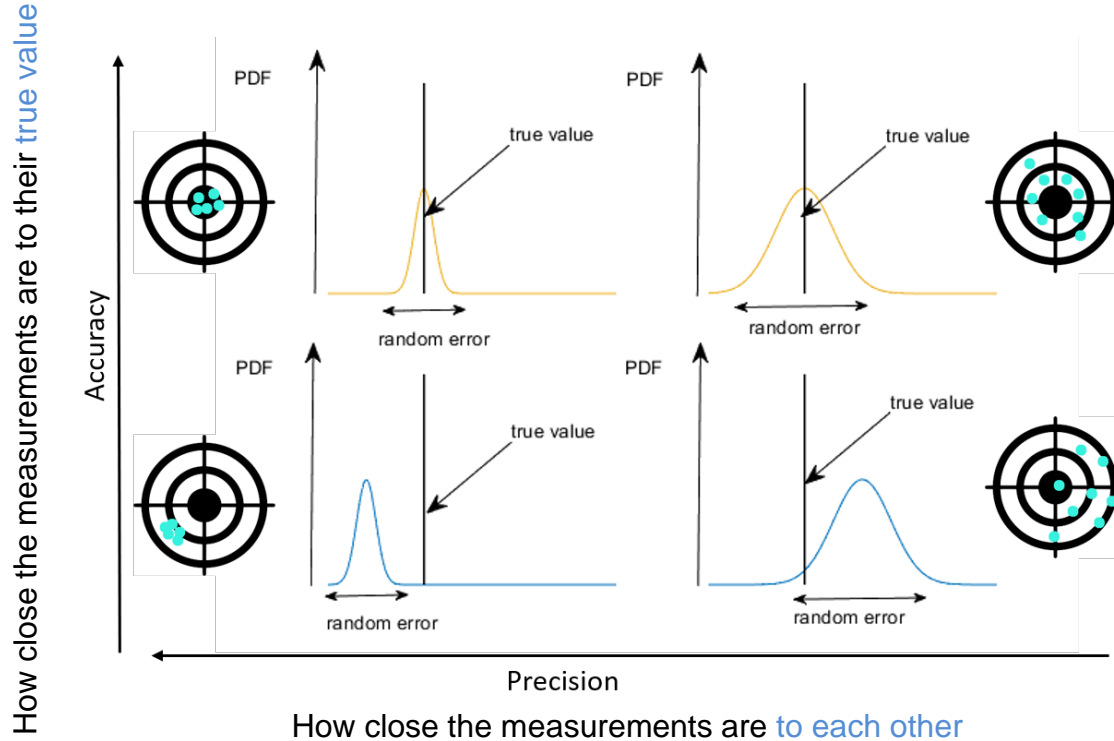 How close the measurements are to their true value
Accuracy
PDF
true value
random error
PDF
true value
random error
PDF
true value
random error
PDF
true value
random error
Precision
How close the measurements are to each other